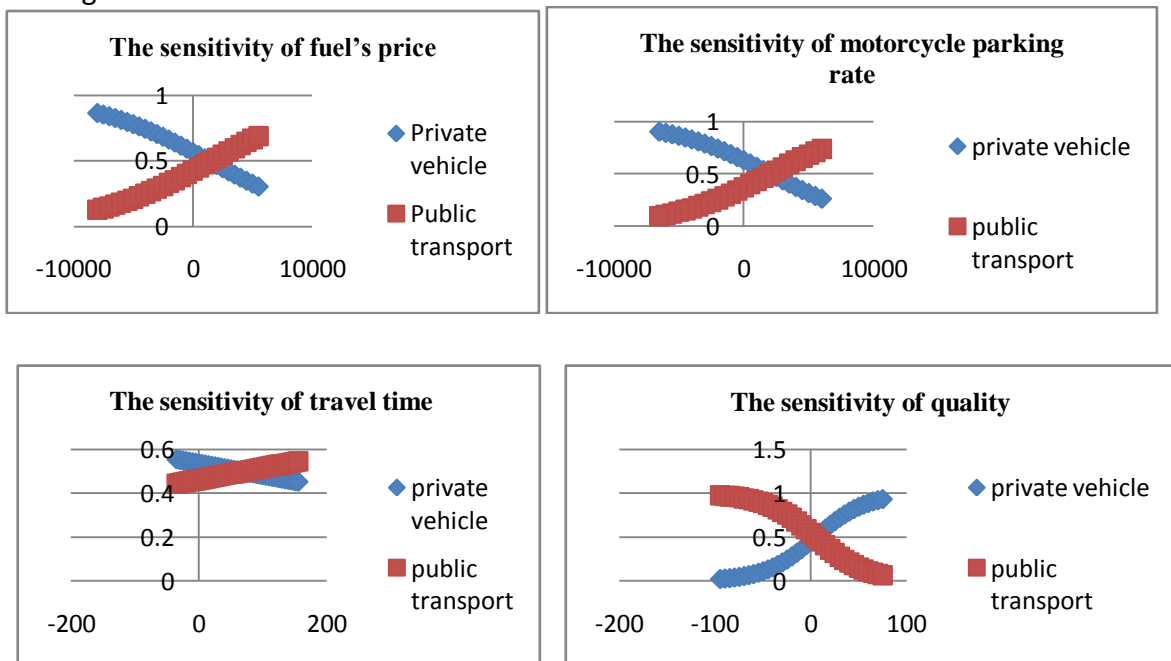 The sensitivity of fuel's price
1
0.5
0
-10000 0 10000
Private
vehicle
Public
transport
The sensitivity of motorcycle parking
rate
1
0.5
0
-10000 0 10000
private vehicle
public
transport
The sensitivity of travel time
0.6
0.4
0.2
0
-200 0 200
private
vehicle
public
transport
The sensitivity of quality
1.5
1
0.5
0
-200 -100 0 100
private vehicle
public
transport